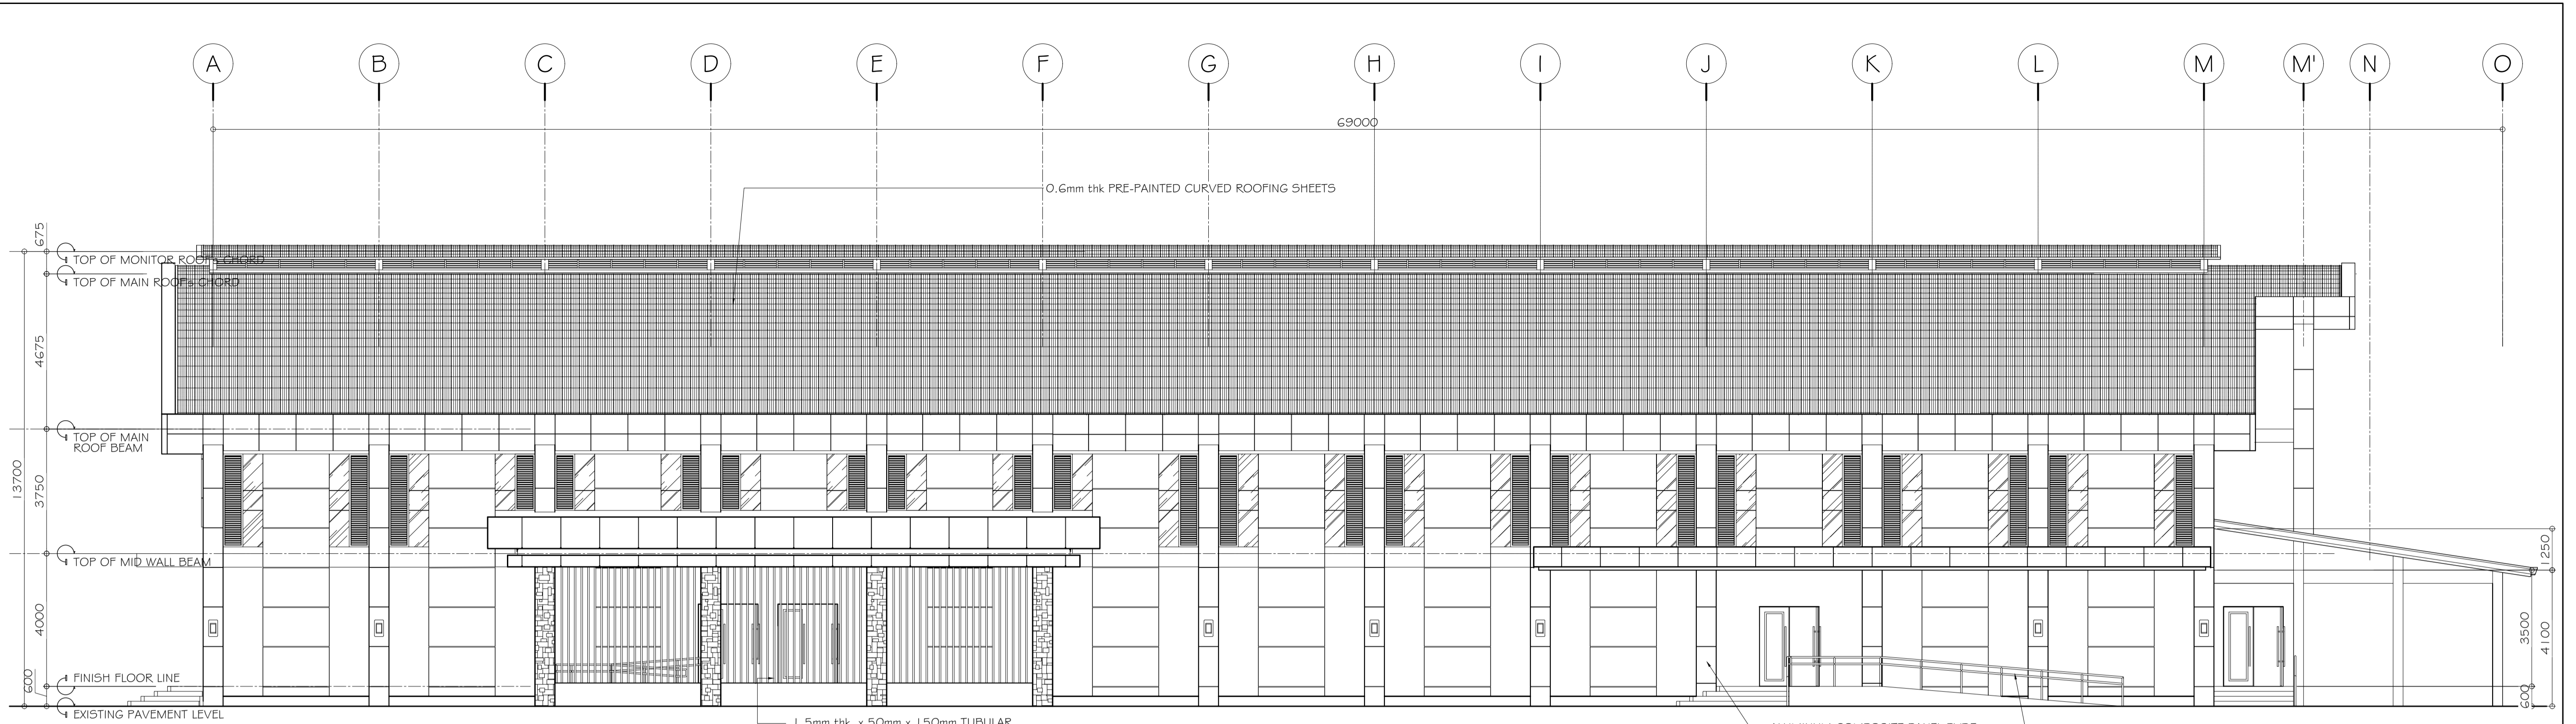 A B C D E F G H I J K L M M' N O
69000
0.6mm thk PRE-PAINTED CURVED ROOFING SHEETS
675
TOP OF MONITOR ROOFs CHORD
TOP OF MAIN ROOFs CHORD
4675
TOP OF MAIN
ROOF BEAM
13700
3750
TOP OF MID WALL BEAM
1250
4000
3500
4100
FINISH FLOOR LINE
600
600
EXISTING PAVEMENT LEVEL
1.5mm thk. x 50mm x 150mm TUBULAR